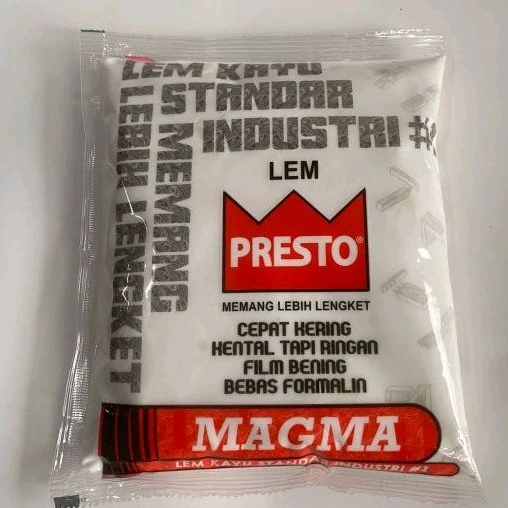 LEM KAYU
STANDAR
INDUSTRI #1
MEMANG
LEBIH LENGKET
LEM
PRESTO®
MEMANG LEBIH LENGKET
CEPAT KERING
KENTAL TAPI RINGAN
FILM BENING
BEBAS FORMALIN
MAGMA
LEM KAYU STANDAR INDUSTRI #1